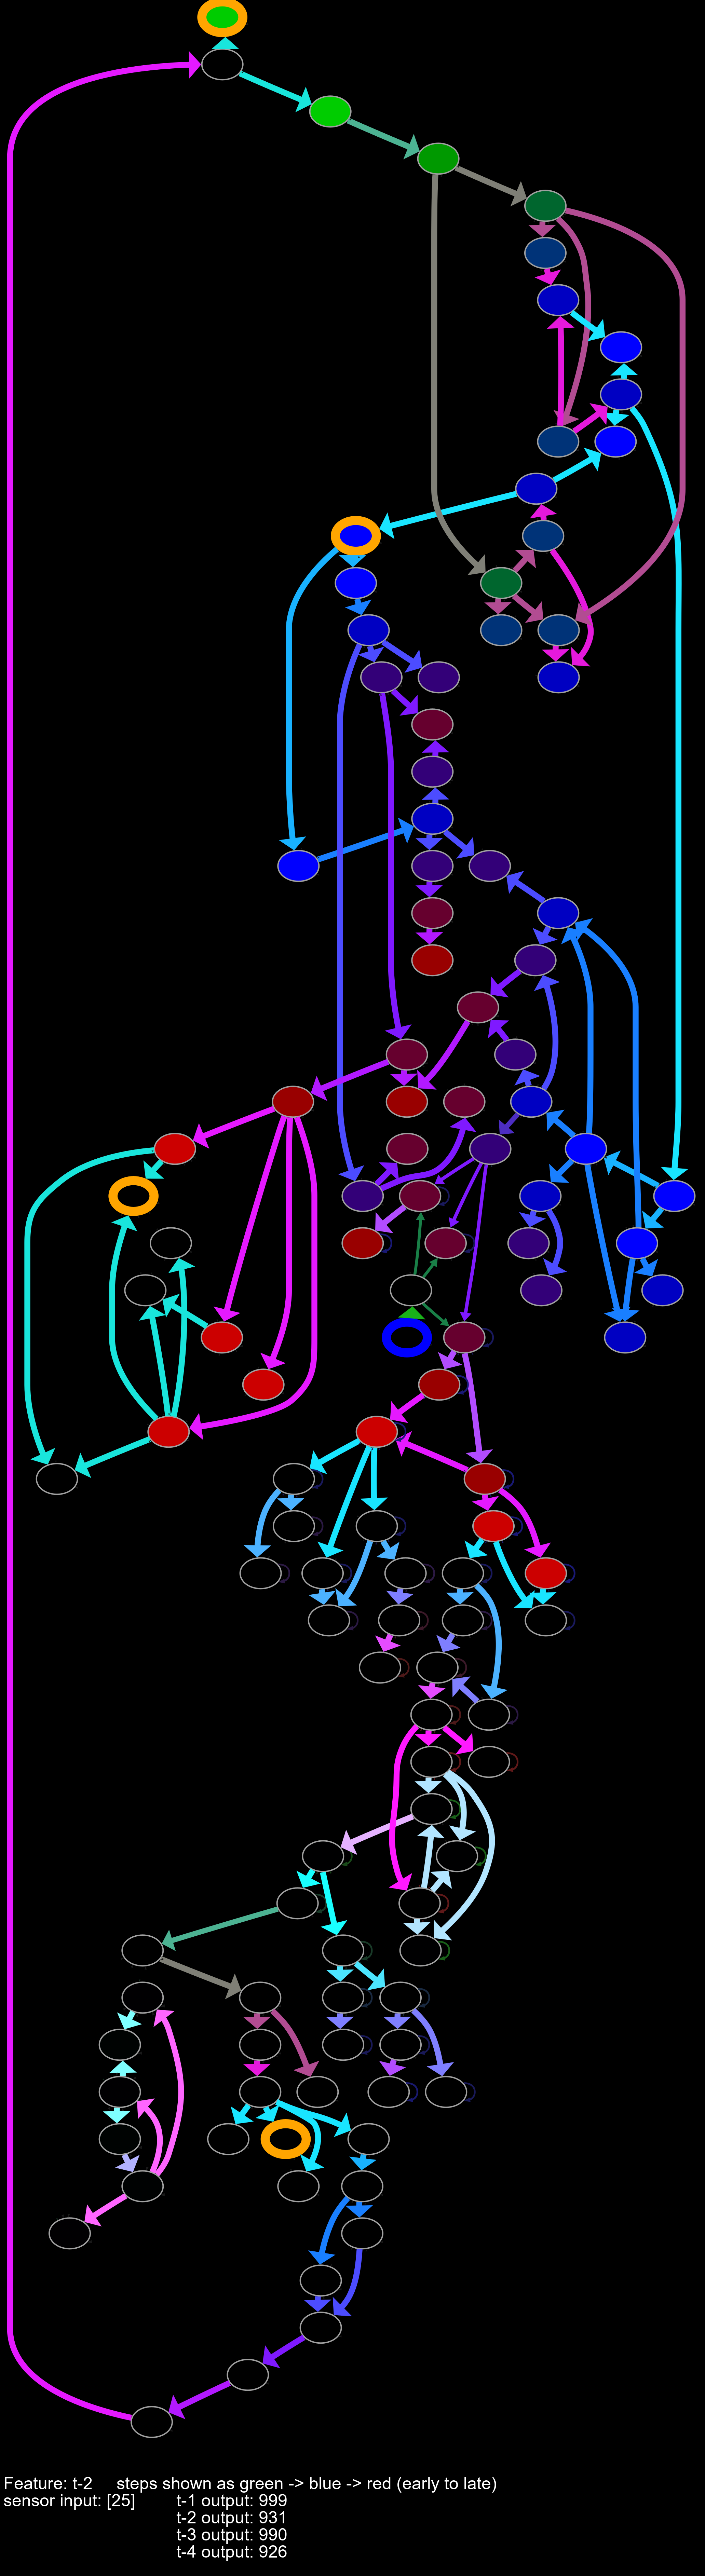 Feature: t-2 steps shown as green -> blue -> red (early to late)
sensor input: [25] t-1 output: 999
t-2 output: 931
t-3 output: 990
t-4 output: 926